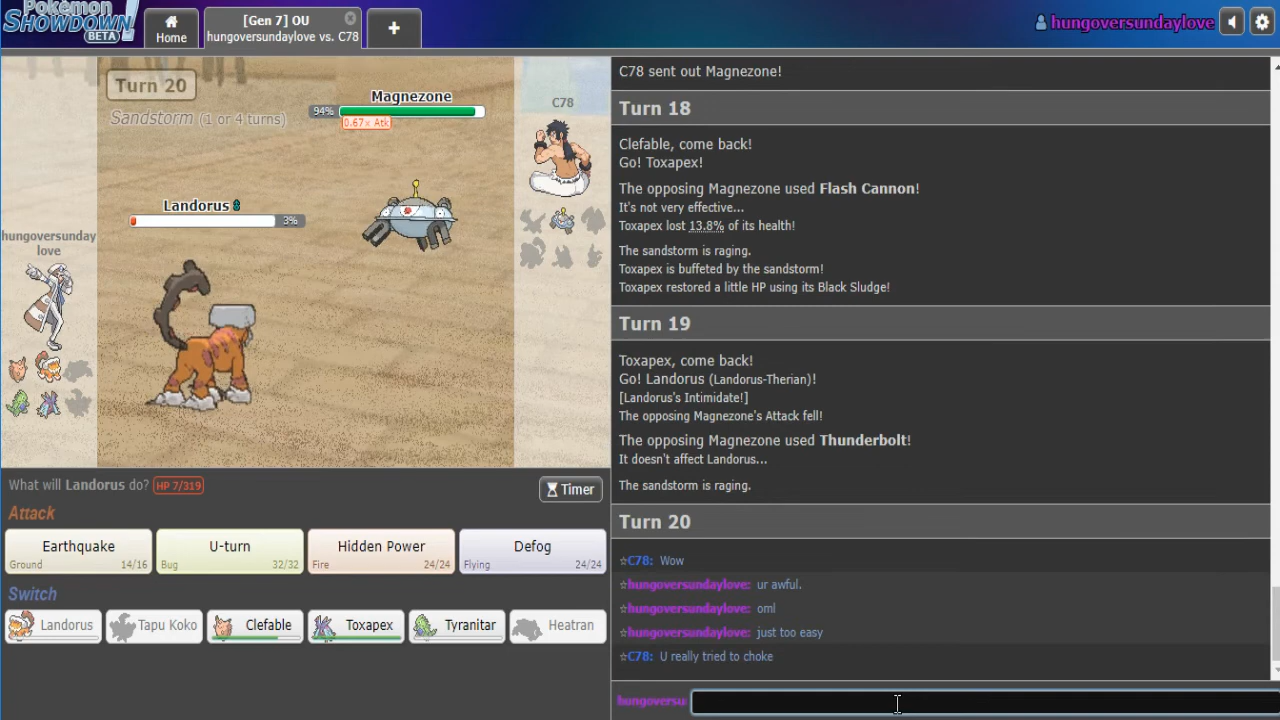 Pokémon
SHOWDOWN!
BETA
Home
[Gen 7] OU
hungoversundaylove vs. C78
+
hungoversundaylove
Turn 20
Sandstorm (1 or 4 turns)
Magnezone
94%
0.67x Atk
C78
Landorus
3%
hungoversunday
love
C78 sent out Magnezone!
Turn 18
Clefable, come back!
Go! Toxapex!
The opposing Magnezone used Flash Cannon!
It's not very effective...
Toxapex lost 13.8% of its health!
The sandstorm is raging.
Toxapex is buffeted by the sandstorm!
Toxapex restored a little HP using its Black Sludge!
Turn 19
Toxapex, come back!
Go! Landorus (Landorus-Therian)!
[Landorus's Intimidate!]
The opposing Magnezone's Attack fell!
The opposing Magnezone used Thunderbolt!
It doesn't affect Landorus...
The sandstorm is raging.
Turn 20
☆C78: Wow
☆hungoversundaylove: ur awful.
☆hungoversundaylove: oml
☆hungoversundaylove: just too easy
☆C78: U really tried to choke
hungoversu
What will Landorus do? HP 7/319
Timer
Attack
Earthquake
Ground 14/16
U-turn
Bug 32/32
Hidden Power
Fire 24/24
Defog
Flying 24/24
Switch
Landorus
Tapu Koko
Clefable
Toxapex
Tyranitar
Heatran